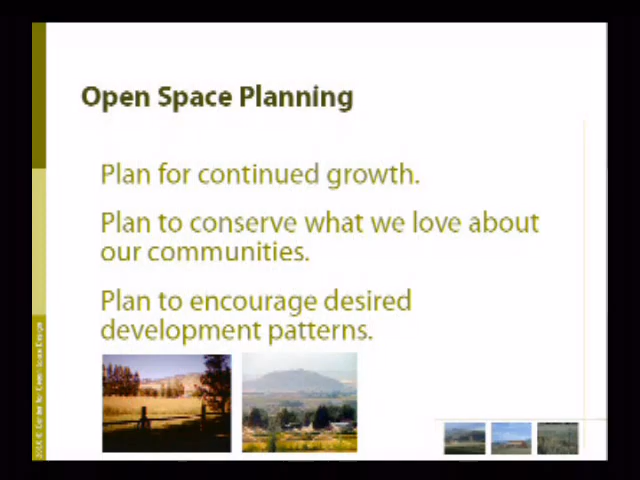 Open Space Planning
Plan for continued growth.
Plan to conserve what we love about
our communities.
Plan to encourage desired
development patterns.